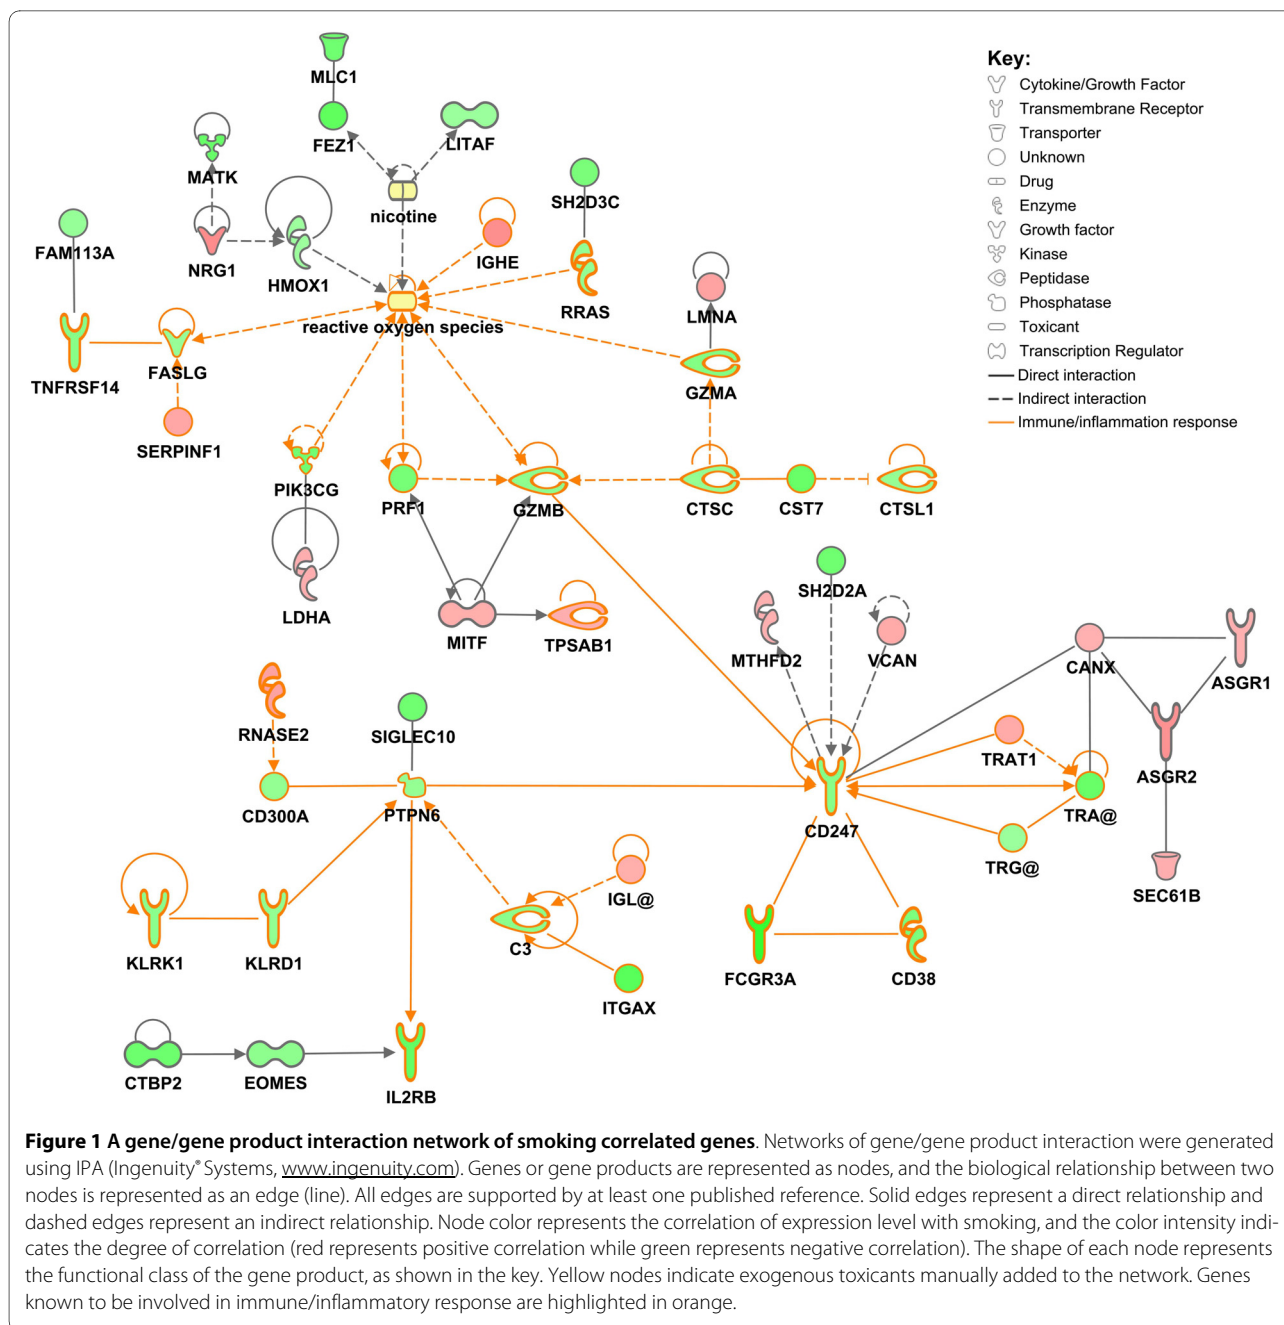 MLC1
FEZ1
LITAF
MATK
nicotine
SH2D3C
FAM113A
NRG1
HMOX1
IGHE
RRAS
reactive oxygen species
LMNA
TNFRSF14
FASLG
GZMA
SERPINF1
PIK3CG
PRF1
GZMB
CTSC
CST7
CTSL1
LDHA
MITF
TPSAB1
SH2D2A
MTHFD2
VCAN
CANX
ASGR1
RNASE2
SIGLEC10
TRAT1
ASGR2
CD300A
PTPN6
CD247
TRA@
TRG@
SEC61B
IGL@
KLRK1
KLRD1
C3
FCGR3A
CD38
ITGAX
CTBP2
EOMES
IL2RB
Key:
Cytokine/Growth Factor
Transmembrane Receptor
Transporter
Unknown
Drug
Enzyme
Growth factor
Kinase
Peptidase
Phosphatase
Toxicant
Transcription Regulator
Direct interaction
Indirect interaction
Immune/inflammation response
Figure 1 A gene/gene product interaction network of smoking correlated genes. Networks of gene/gene product interaction were generated
using IPA (Ingenuity® Systems, www.ingenuity.com). Genes or gene products are represented as nodes, and the biological relationship between two
nodes is represented as an edge (line). All edges are supported by at least one published reference. Solid edges represent a direct relationship and
dashed edges represent an indirect relationship. Node color represents the correlation of expression level with smoking, and the color intensity indi-
cates the degree of correlation (red represents positive correlation while green represents negative correlation). The shape of each node represents
the functional class of the gene product, as shown in the key. Yellow nodes indicate exogenous toxicants manually added to the network. Genes
known to be involved in immune/inflammatory response are highlighted in orange.